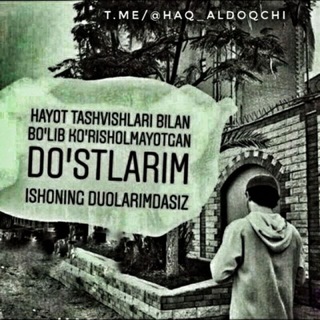 T.ME/@HAQ_ALDOQCHI
HAYOT TASHVISHLARI BILAN
BO'LIB KO'RISHOLMAYOTGAN
DO'STLARIM
ISHONING DUOLARIMDASIZ